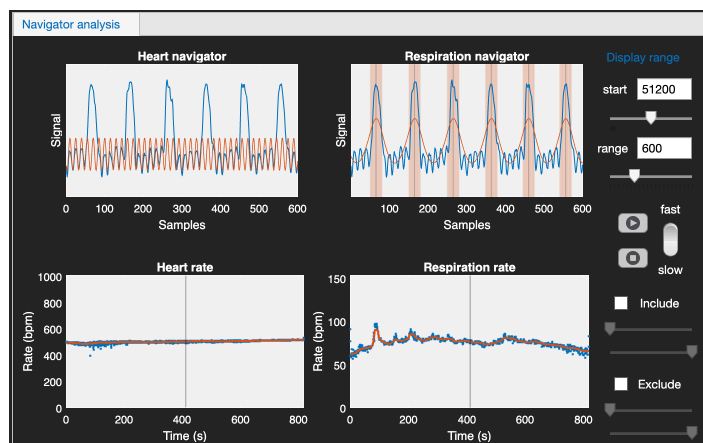 Navigator analysis
Heart navigator
Signal
0 100 200 300 400 500 600
Samples
Respiration navigator
Signal
0 100 200 300 400 500 600
Samples
Display range
start 51200
range 600
fast
slow
Heart rate
Rate (bpm)
1000
800
600
400
200
0
0 200 400 600 800
Time (s)
Respiration rate
Rate (bpm)
150
100
50
0
0 200 400 600 800
Time (s)
Include
Exclude